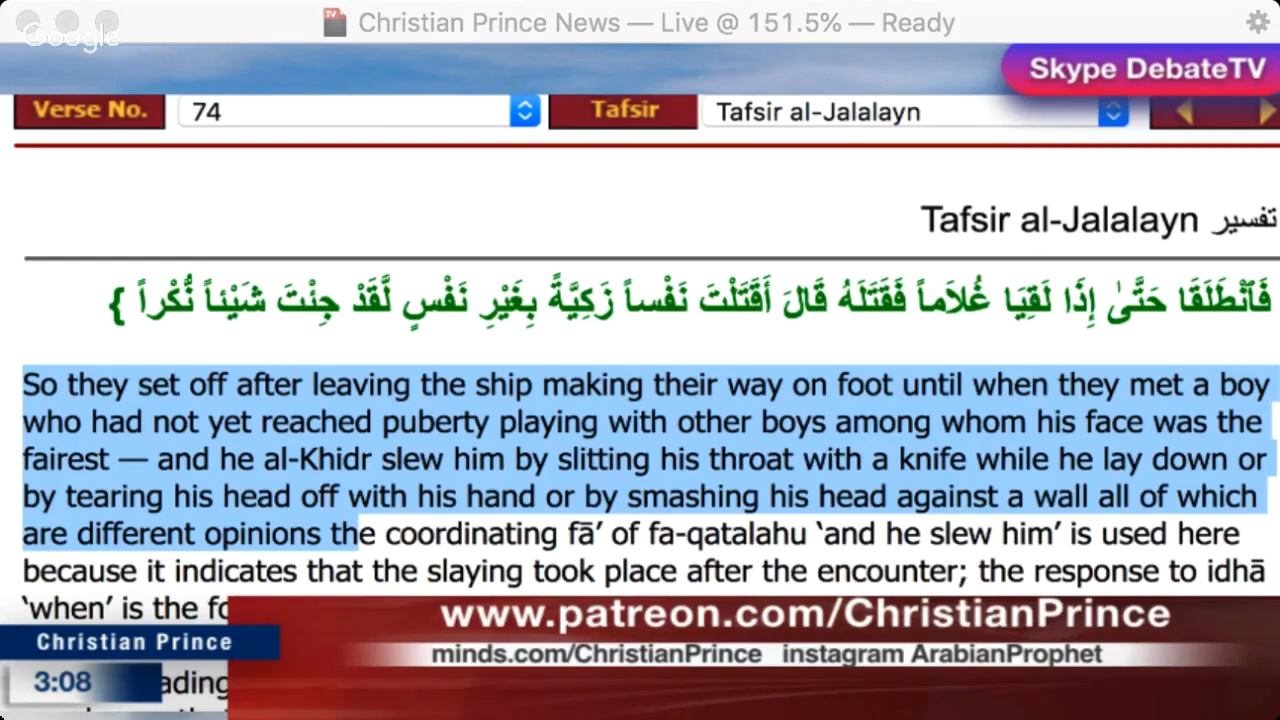 Christian Prince News — Live @ 151.5% — Ready
Google
Skype DebateTV
Verse No. 74 Tafsir Tafsir al-Jalalayn
Tafsir al-Jalalayn تفسير
فَٱنْطَلَقَا حَتَّىٰ إِذَا لَقِيَا غُلاَماً فَقَتَلَهُ قَالَ أَقَتَلْتَ نَفْساً زَكِيَّةً بِغَيْرِ نَفْسٍ لَّقَدْ جِئْتَ شَيْئاً نُّكْراً }
So they set off after leaving the ship making their way on foot until when they met a boy
who had not yet reached puberty playing with other boys among whom his face was the
fairest — and he al-Khidr slew him by slitting his throat with a knife while he lay down or
by tearing his head off with his hand or by smashing his head against a wall all of which
are different opinions the coordinating fā’ of fa-qatalahu ‘and he slew him’ is used here
because it indicates that the slaying took place after the encounter; the response to idhā
‘when’ is the fo
www.patreon.com/ChristianPrince
Christian Prince
minds.com/ChristianPrince instagram ArabianProphet
3:08
ading